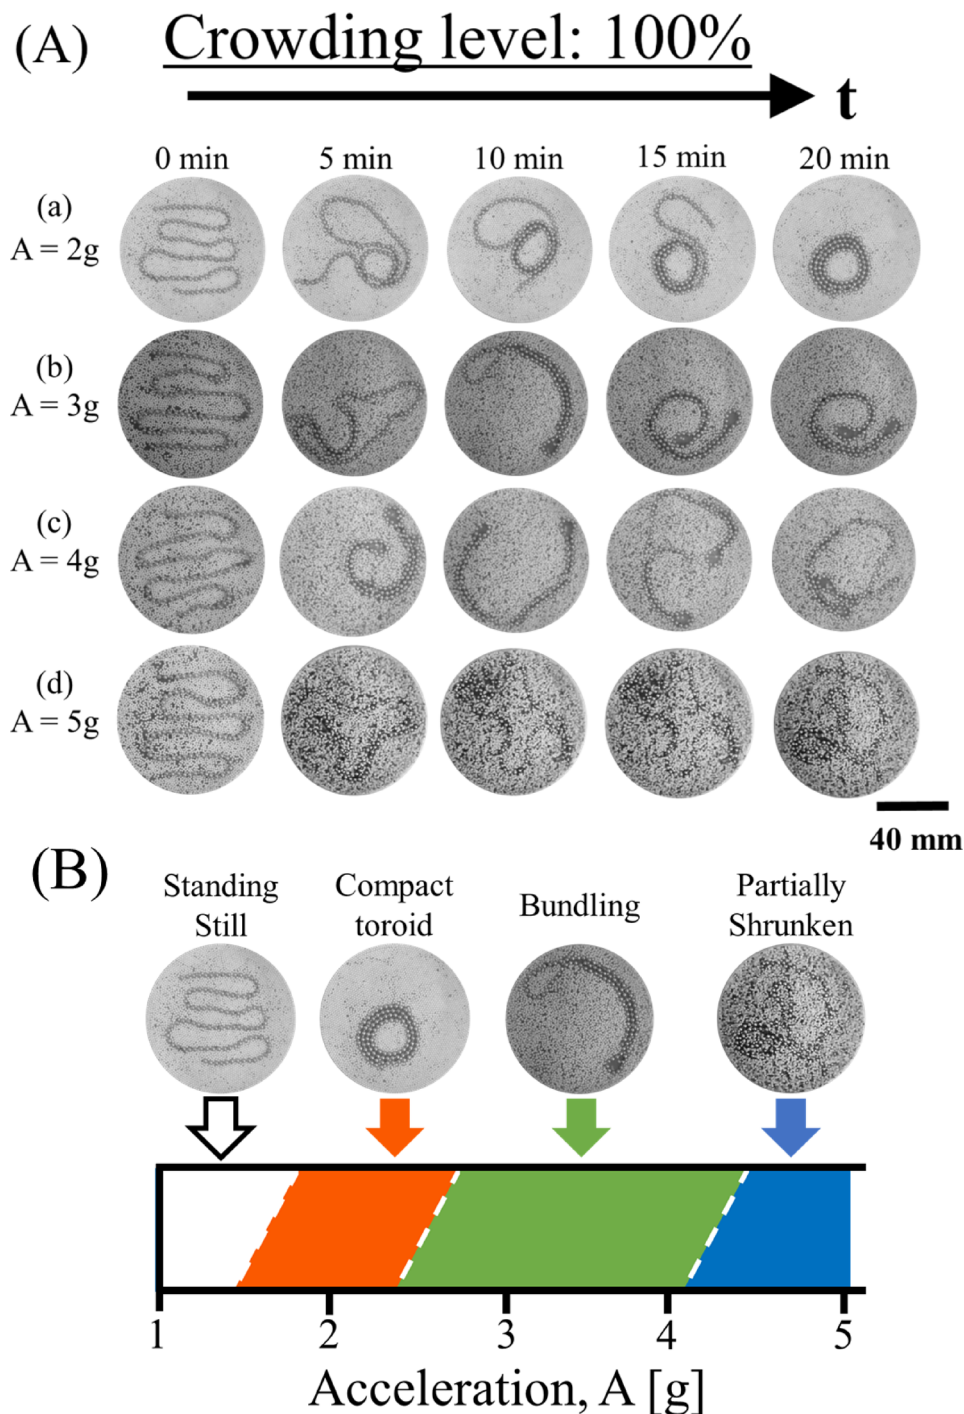 (A)
Crowding level: 100%
t
0 min 5 min 10 min 15 min 20 min
(a)
A = 2g
(b)
A = 3g
(c)
A = 4g
(d)
A = 5g
40 mm
(B)
Standing
Still
Compact
toroid
Bundling
Partially
Shrunken
1 2 3 4 5
Acceleration, A [g]